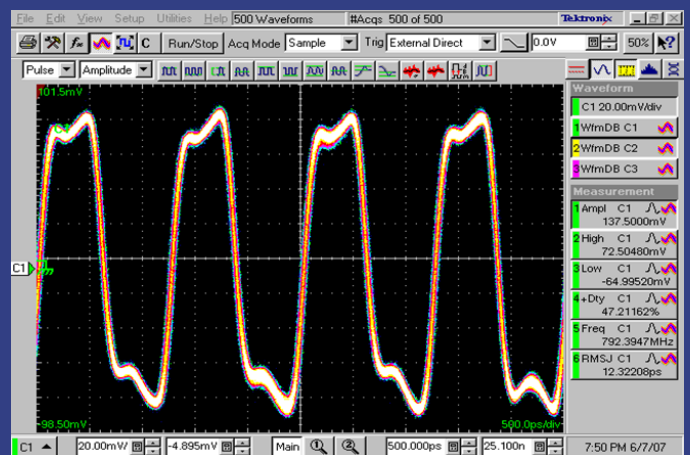 File Edit View Setup Utilities Help 500 Waveforms #Acqs 500 of 500 Tektronix
C Run/Stop Acq Mode Sample Trig External Direct 0.0V 50%
Pulse Amplitude
101.5mV
Waveform
C1 20.00mV/div
1 WfmDB C1
2 WfmDB C2
3 WfmDB C3
Measurement
1 Ampl C1
137.5000mV
2 High C1
72.50480mV
C1
3 Low C1
-64.99520mV
4 +Dty C1
47.21162%
5 Freq C1
792.3947MHz
6 RMSJ C1
12.32208ps
-98.50mV 500.0ps/div
C1 20.00mV/ -4.895mV Main 1 2 500.000ps 25.100n 7:50 PM 6/7/07